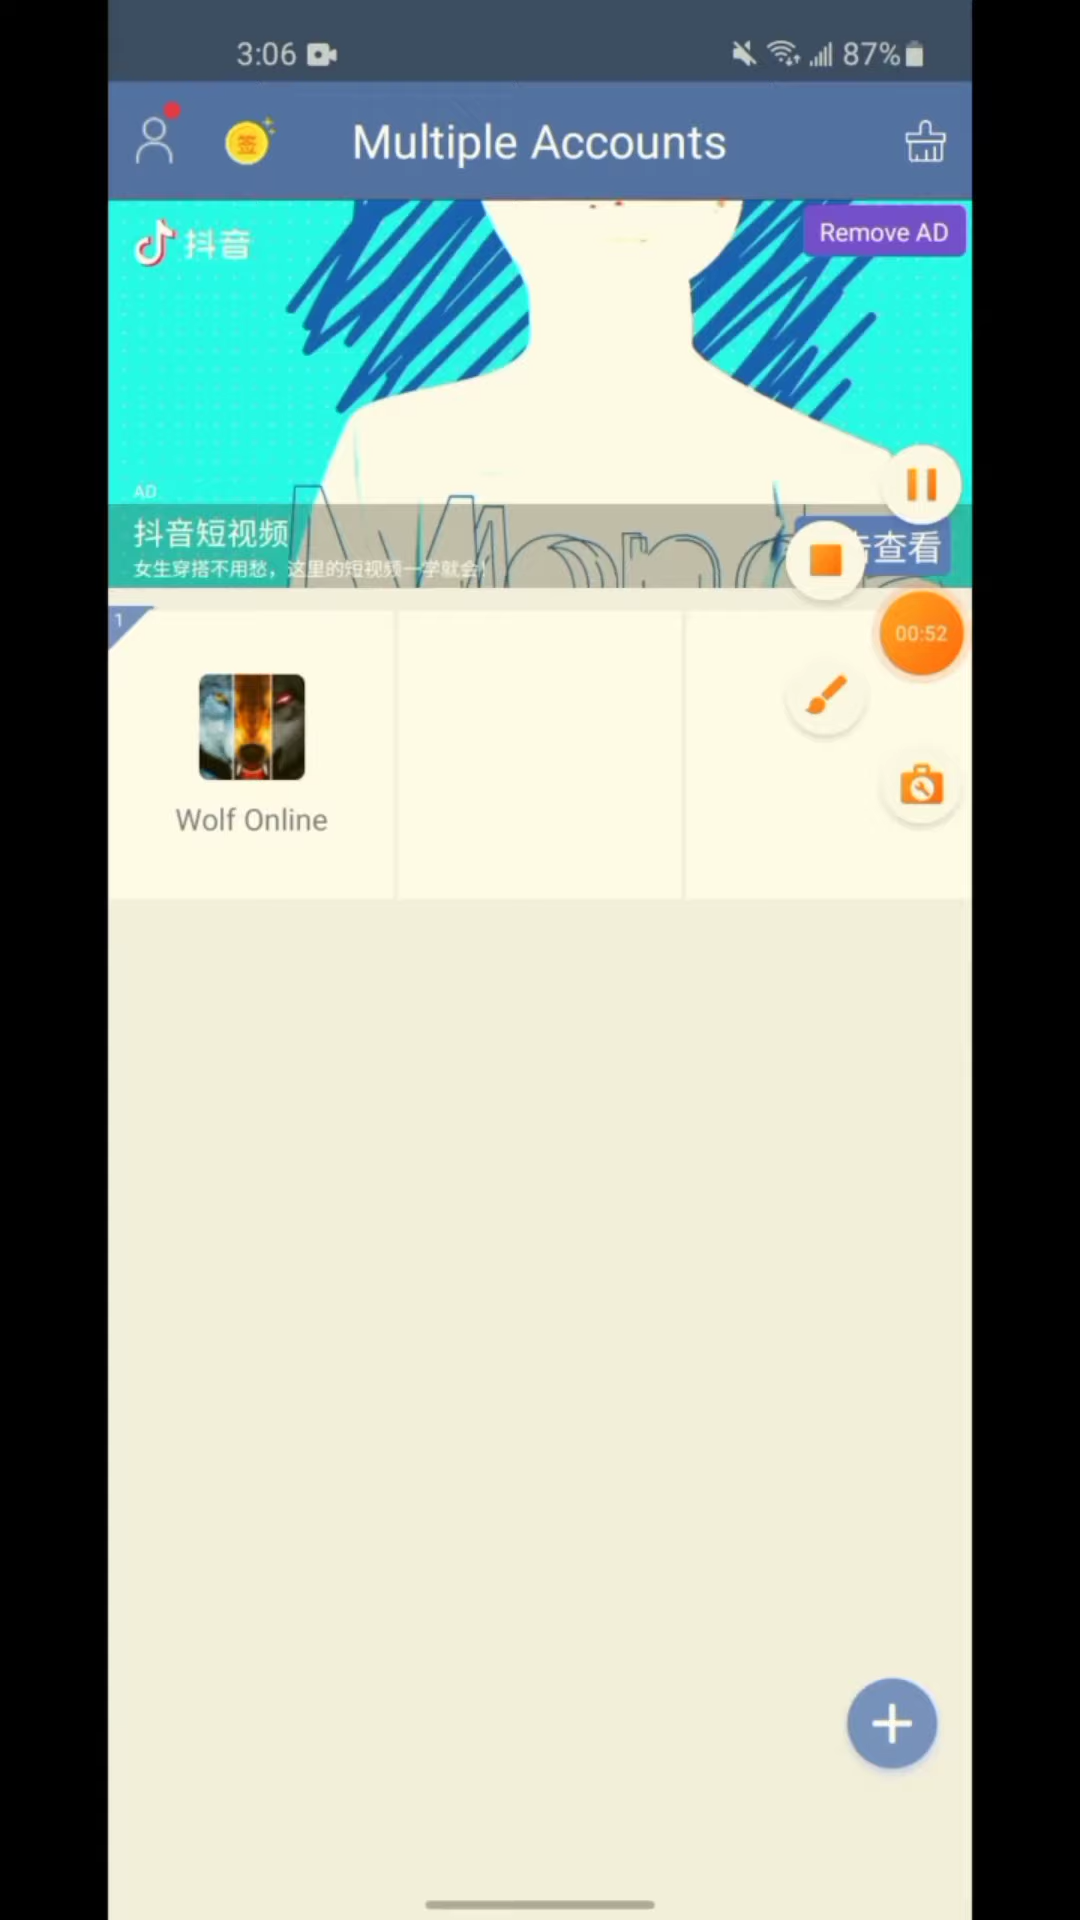 3:06 87%
签 Multiple Accounts
Remove AD
抖音
AD
抖音短视频
女生穿搭不用愁，这里的短视频一学就会！
击查看
00:52
1
Wolf Online